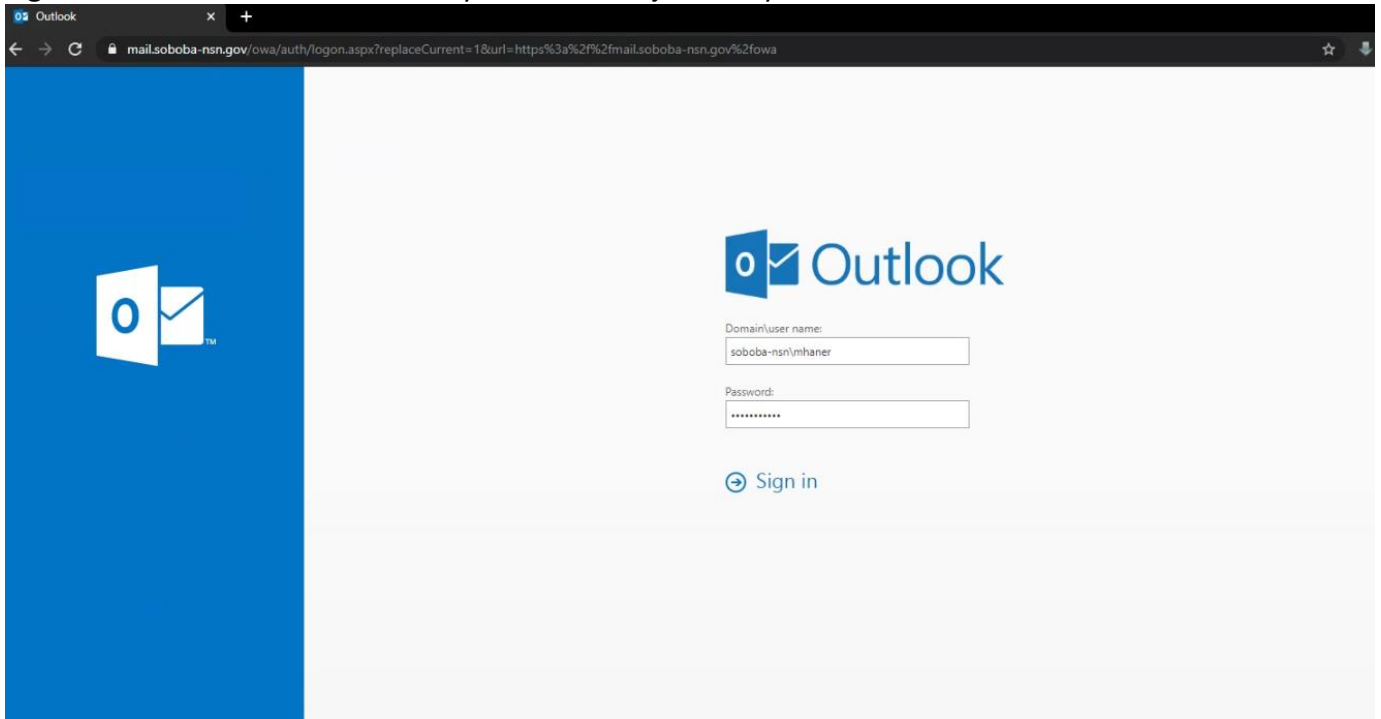 Outlook
mail.soboba-nsn.gov/owa/auth/logon.aspx?replaceCurrent=1&url=https%3a%2f%2fmail.soboba-nsn.gov%2fowa
Outlook
TM
Domain\user name:
soboba-nsn\mhaner
Password:
•••••••••••
Sign in